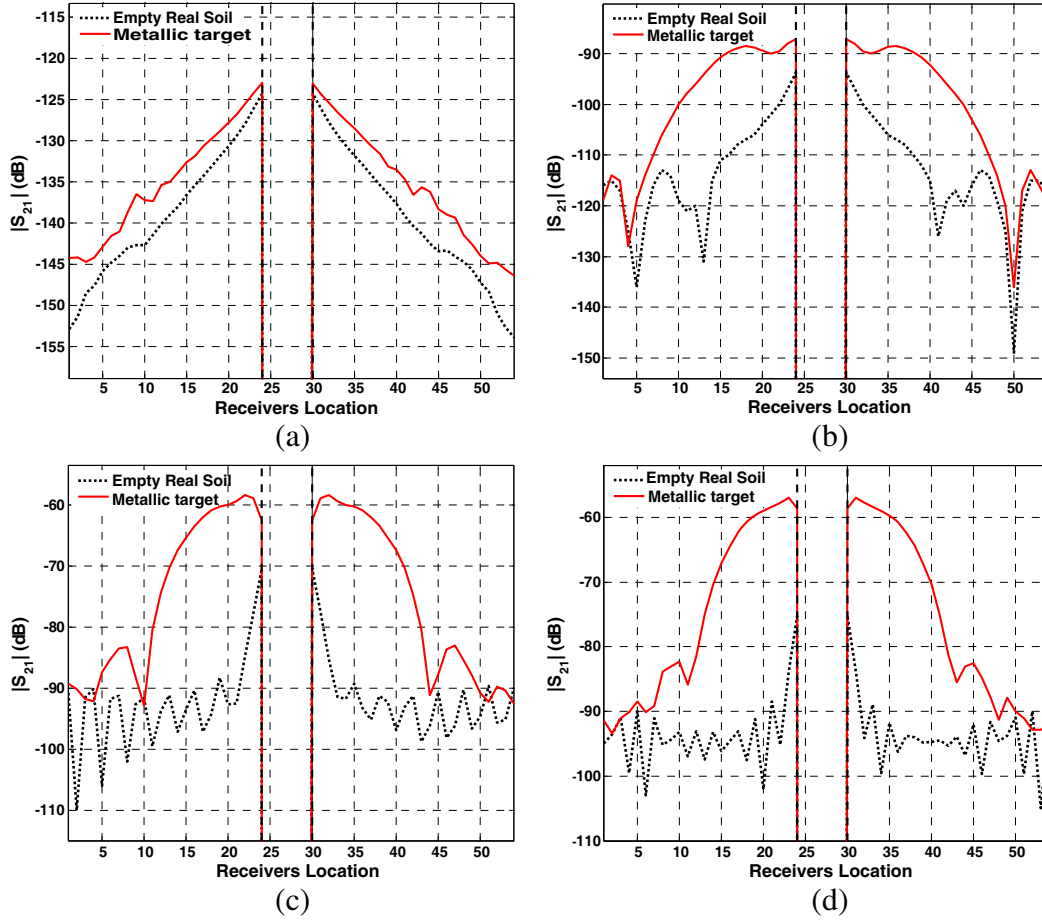 Empty Real Soil
Metallic target
-115
-120
-125
-130
-135
-140
-145
-150
-155
|S21| (dB)
5 10 15 20 25 30 35 40 45 50
Receivers Location
(a)
Empty Real Soil
Metallic target
-90
-100
-110
-120
-130
-140
-150
|S21| (dB)
5 10 15 20 25 30 35 40 45 50
Receivers Location
(b)
Empty Real Soil
Metallic target
-60
-70
-80
-90
-100
-110
|S21| (dB)
5 10 15 20 25 30 35 40 45 50
Receivers Location
(c)
Empty Real Soil
Metallic target
-60
-70
-80
-90
-100
-110
|S21| (dB)
5 10 15 20 25 30 35 40 45 50
Receivers Location
(d)